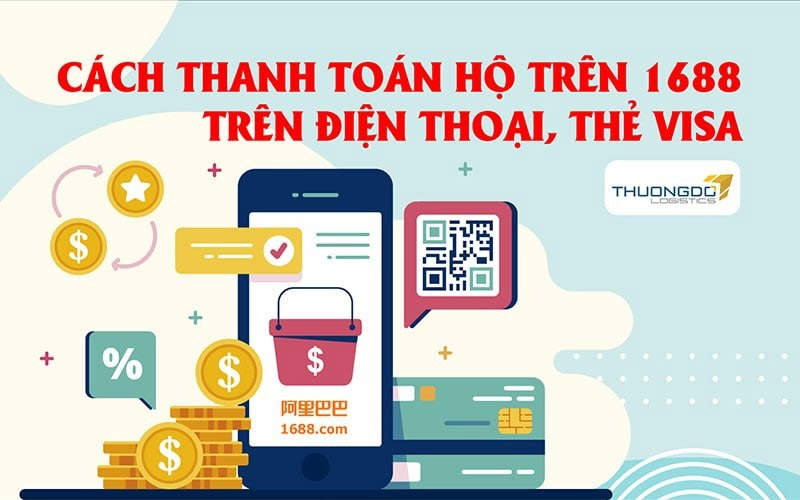 CÁCH THANH TOÁN HỘ TRÊN 1688
TRÊN ĐIỆN THOẠI, THẺ VISA
THUONGDO
LOGISTICS
$
%
$
$
$
阿里巴巴
1688.com